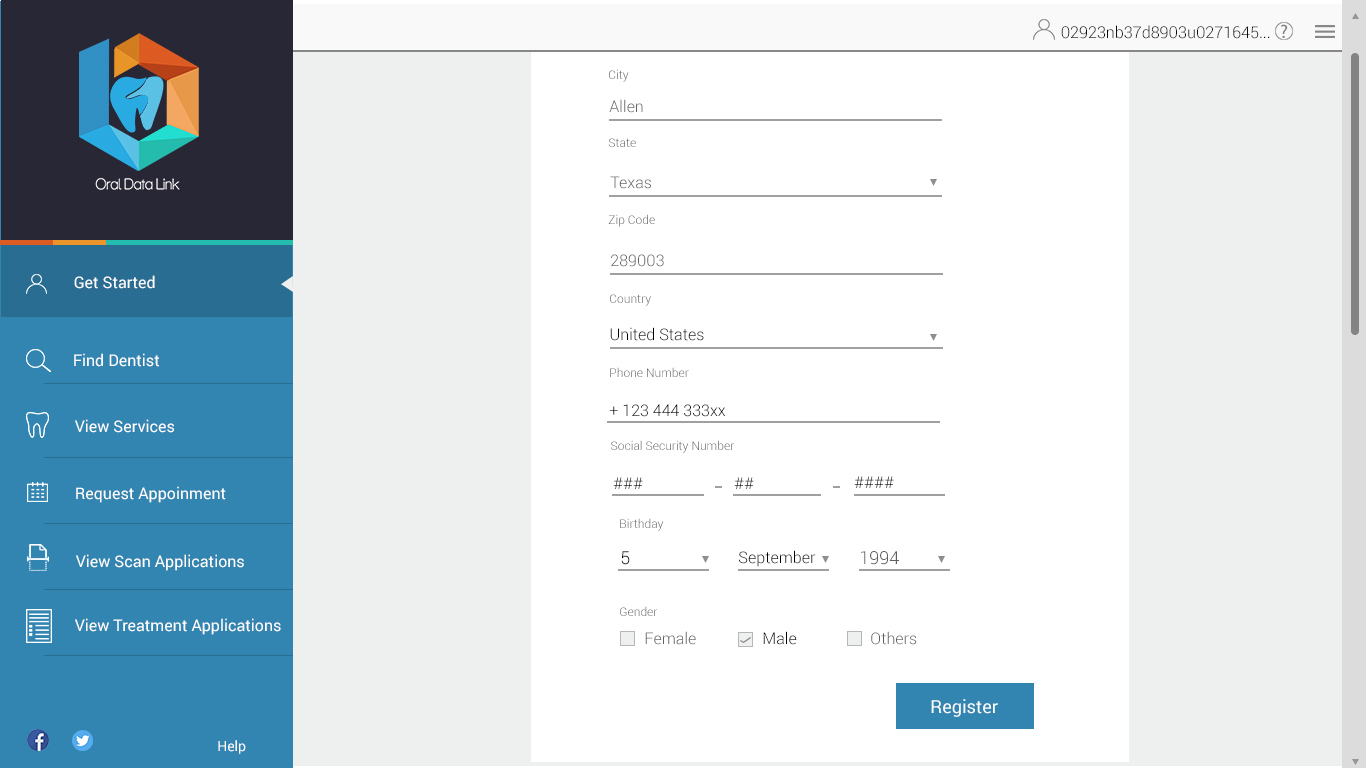 02923nb37d8903u0271645...
?
Oral Data Link
Get Started
Find Dentist
View Services
Request Appoinment
View Scan Applications
View Treatment Applications
Help
City
Allen
State
Texas
Zip Code
289003
Country
United States
Phone Number
+ 123 444 333xx
Social Security Number
### – ## – ####
Birthday
5 September 1994
Gender
Female Male Others
Register